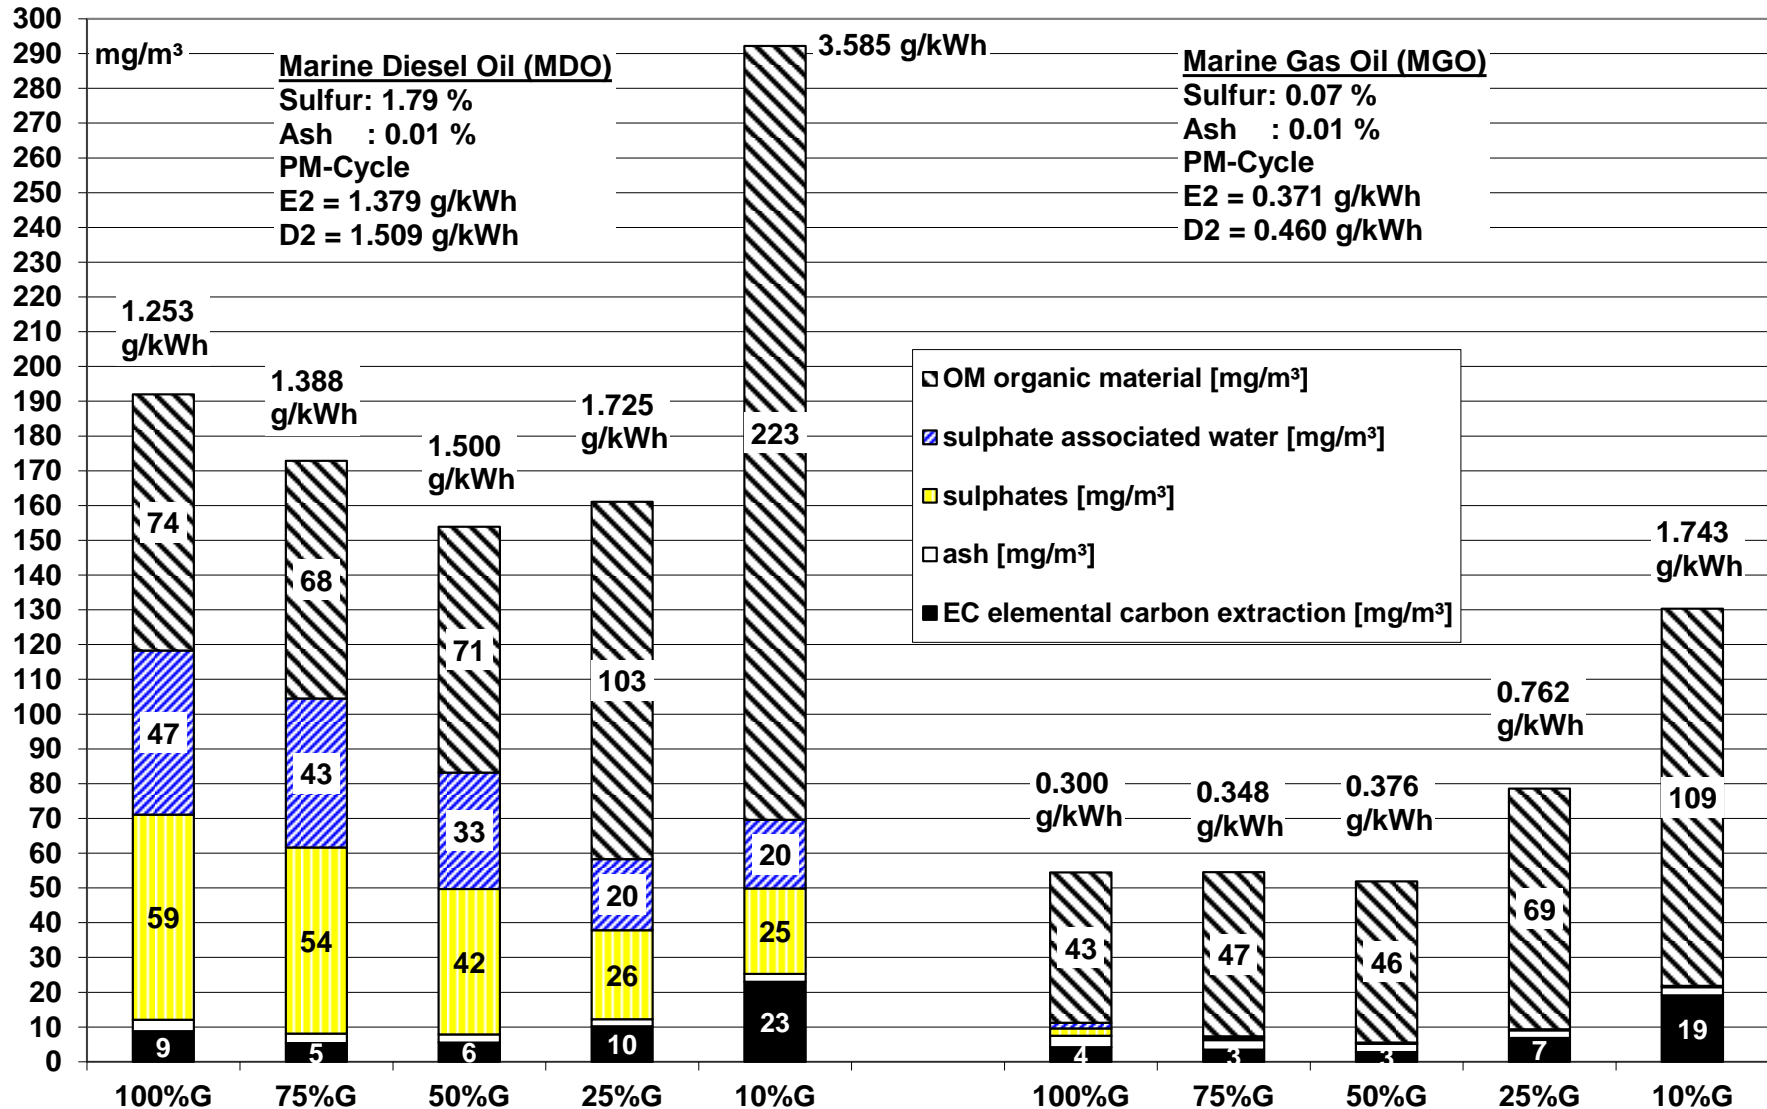 300
290
280
270
260
250
240
230
220
210
200
190
180
170
160
150
140
130
120
110
100
90
80
70
60
50
40
30
20
10
0
mg/m³
Marine Diesel Oil (MDO)
Sulfur: 1.79 %
Ash : 0.01 %
PM-Cycle
E2 = 1.379 g/kWh
D2 = 1.509 g/kWh
3.585 g/kWh
Marine Gas Oil (MGO)
Sulfur: 0.07 %
Ash : 0.01 %
PM-Cycle
E2 = 0.371 g/kWh
D2 = 0.460 g/kWh
1.253
g/kWh
1.388
g/kWh
1.500
g/kWh
1.725
g/kWh
OM organic material [mg/m³]
sulphate associated water [mg/m³]
sulphates [mg/m³]
ash [mg/m³]
EC elemental carbon extraction [mg/m³]
0.300
g/kWh
0.348
g/kWh
0.376
g/kWh
0.762
g/kWh
1.743
g/kWh
74
47
59
9
68
43
54
5
71
33
42
6
103
20
26
10
223
20
25
23
43
4
47
3
46
3
69
7
109
19
100%G
75%G
50%G
25%G
10%G
100%G
75%G
50%G
25%G
10%G